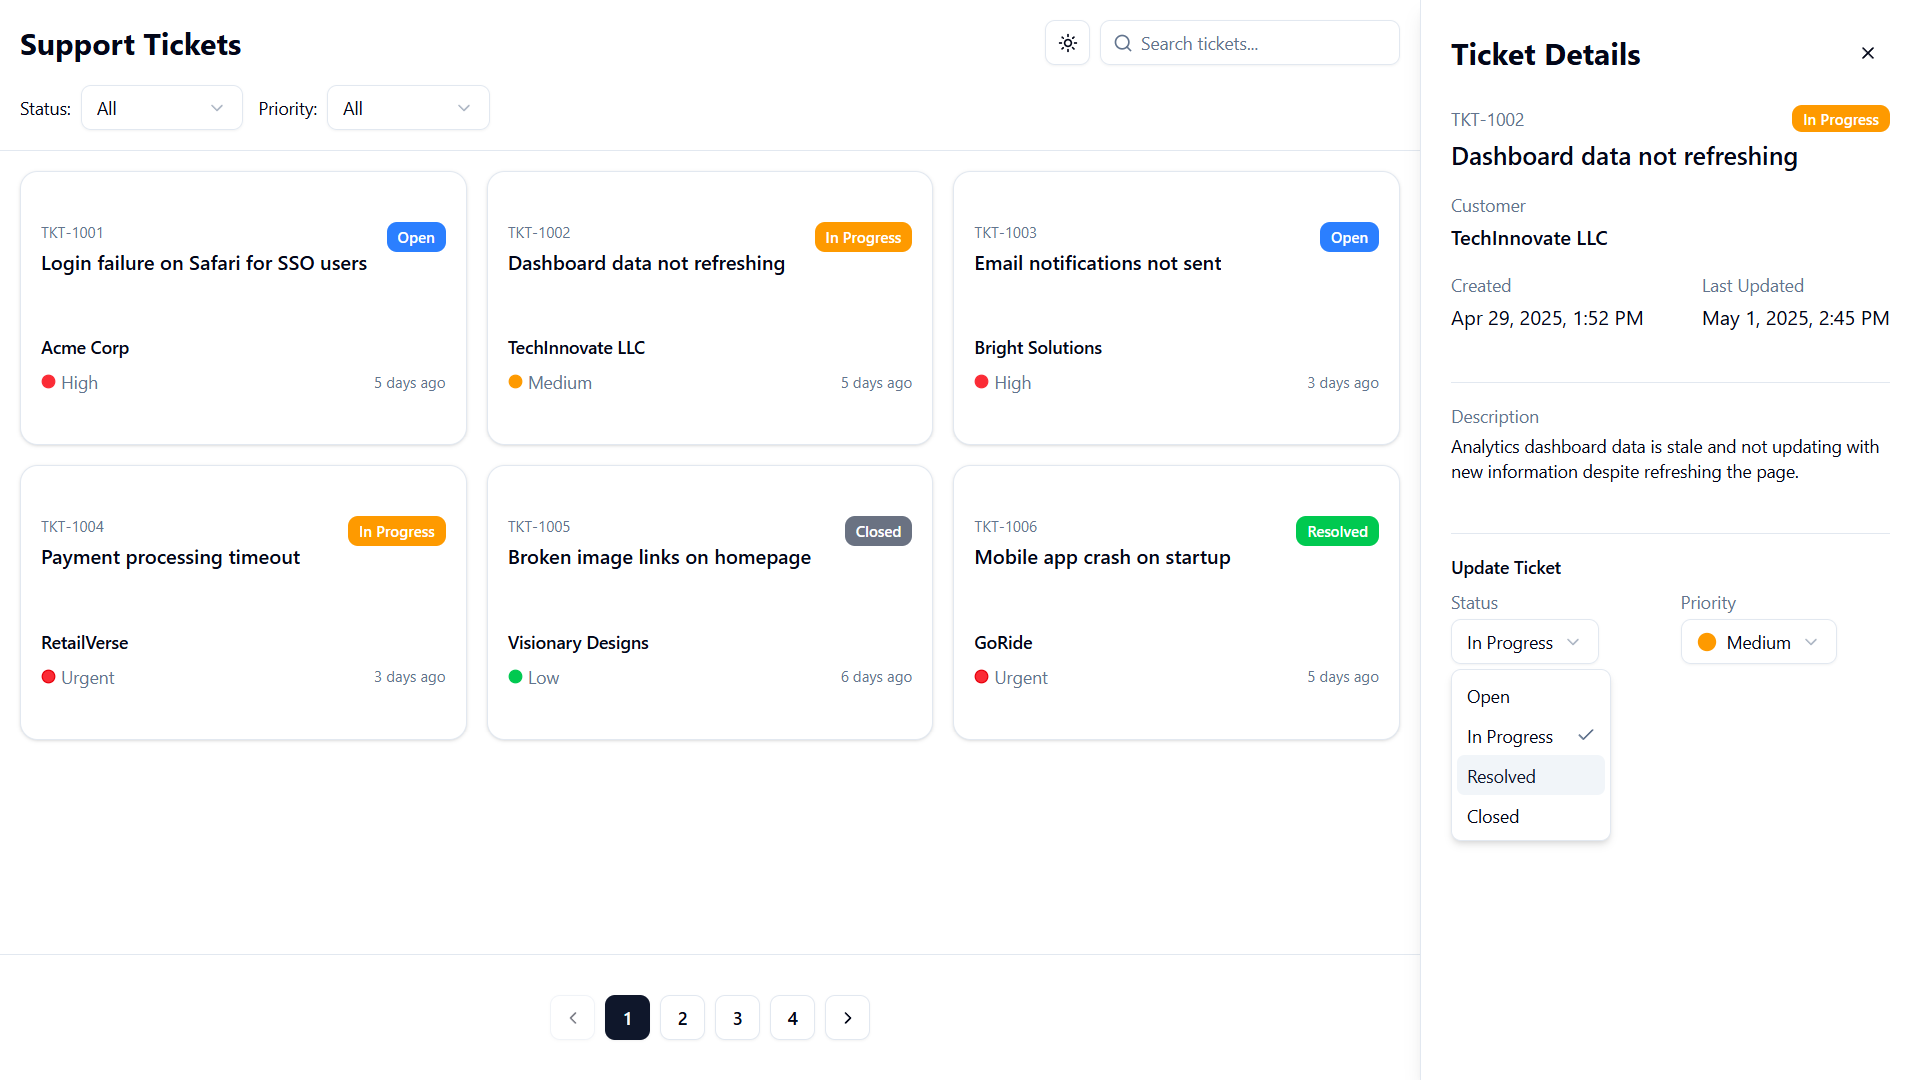 Support Tickets
Search tickets...
Status: All Priority: All
TKT-1001
Open
Login failure on Safari for SSO users
Acme Corp
High
5 days ago
TKT-1002
In Progress
Dashboard data not refreshing
TechInnovate LLC
Medium
5 days ago
TKT-1003
Open
Email notifications not sent
Bright Solutions
High
3 days ago
TKT-1004
In Progress
Payment processing timeout
RetailVerse
Urgent
3 days ago
TKT-1005
Closed
Broken image links on homepage
Visionary Designs
Low
6 days ago
TKT-1006
Resolved
Mobile app crash on startup
GoRide
Urgent
5 days ago
1 2 3 4
Ticket Details
TKT-1002
In Progress
Dashboard data not refreshing
Customer
TechInnovate LLC
Created
Apr 29, 2025, 1:52 PM
Last Updated
May 1, 2025, 2:45 PM
Description
Analytics dashboard data is stale and not updating with
new information despite refreshing the page.
Update Ticket
Status
In Progress
Priority
Medium
Open
In Progress
Resolved
Closed